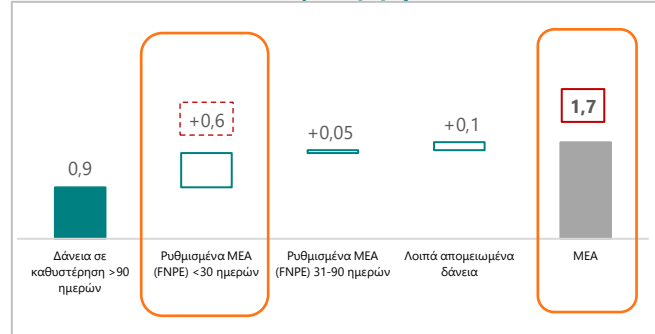 +0,6
1,7
+0,05
+0,1
0,9
Δάνεια σε
καθυστέρηση >90
ημερών
Ρυθμισμένα ΜΕΑ
(FNPE) <30 ημερών
Ρυθμισμένα ΜΕΑ
(FNPE) 31-90 ημερών
Λοιπά απομειωμένα
δάνεια
ΜΕΑ